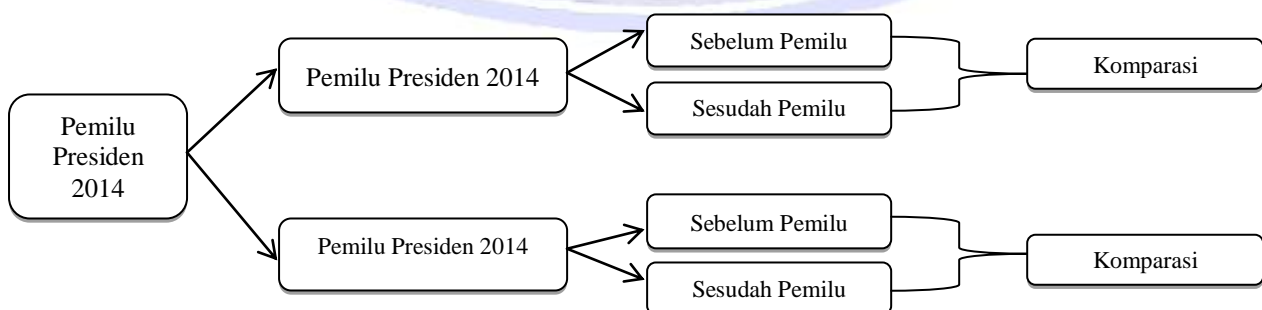 Pemilu
Presiden
2014
Pemilu Presiden 2014
Sebelum Pemilu
Sesudah Pemilu
Komparasi
Pemilu Presiden 2014
Sebelum Pemilu
Sesudah Pemilu
Komparasi